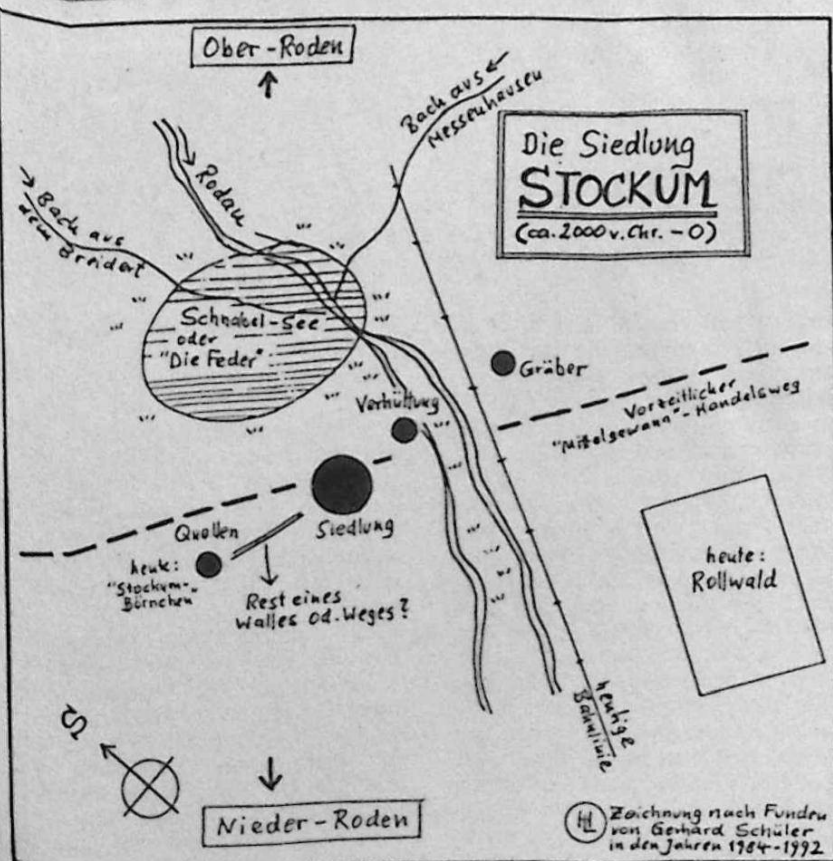 Ober-Roden
Bach aus
Messenhausen
Die Siedlung
STOCKUM
(ca. 2000 v. Chr. - 0)
Rodau
Bach aus
dem Breidert
Schnabel-See
oder
"Die Feder"
Gräber
Vorzeitlicher
"Mittelgewann"-Handelsweg
Verhüttung
Siedlung
Quellen
heute:
"Stockum-
Börnchen"
Rest eines
Walles od. Weges?
heute:
Rollwald
heutige
Bahnlinie
S
Nieder-Roden
HL
Zeichnung nach Funden
von Gerhard Schüler
in den Jahren 1984-1992